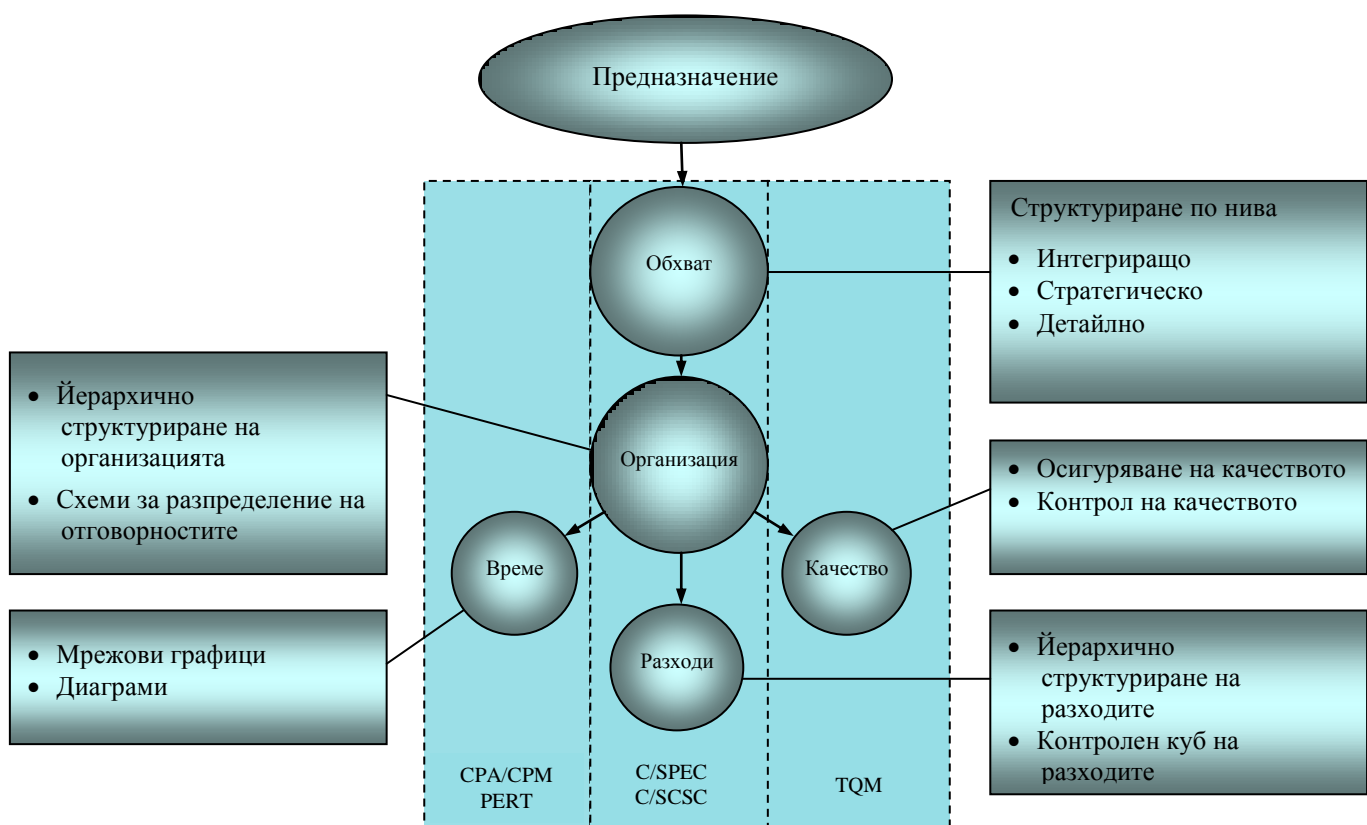 Предназначение
Обхват
Структуриране по нива
• Интегриращо
• Стратегическо
• Детайлно
• Йерархично
структуриране на
организацията
• Схеми за разпределение на
отговорностите
Организация
• Осигуряване на качеството
• Контрол на качеството
Време
Качество
• Мрежови графици
• Диаграми
Разходи
• Йерархично
структуриране на
разходите
• Контролен куб на
разходите
CPA/CPM
PERT
C/SPEC
C/SCSC
TQM